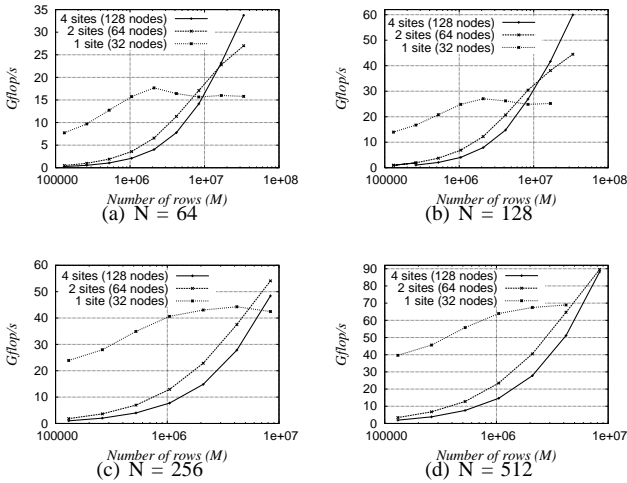 35
30
25
20
15
10
5
0
Gflop/s
4 sites (128 nodes)
2 sites (64 nodes)
1 site (32 nodes)
100000 1e+06 1e+07 1e+08
Number of rows (M)
(a) N = 64
60
50
40
30
20
10
0
Gflop/s
4 sites (128 nodes)
2 sites (64 nodes)
1 site (32 nodes)
100000 1e+06 1e+07 1e+08
Number of rows (M)
(b) N = 128
60
50
40
30
20
10
0
Gflop/s
4 sites (128 nodes)
2 sites (64 nodes)
1 site (32 nodes)
100000 1e+06 1e+07
Number of rows (M)
(c) N = 256
90
80
70
60
50
40
30
20
10
0
Gflop/s
4 sites (128 nodes)
2 sites (64 nodes)
1 site (32 nodes)
100000 1e+06 1e+07
Number of rows (M)
(d) N = 512